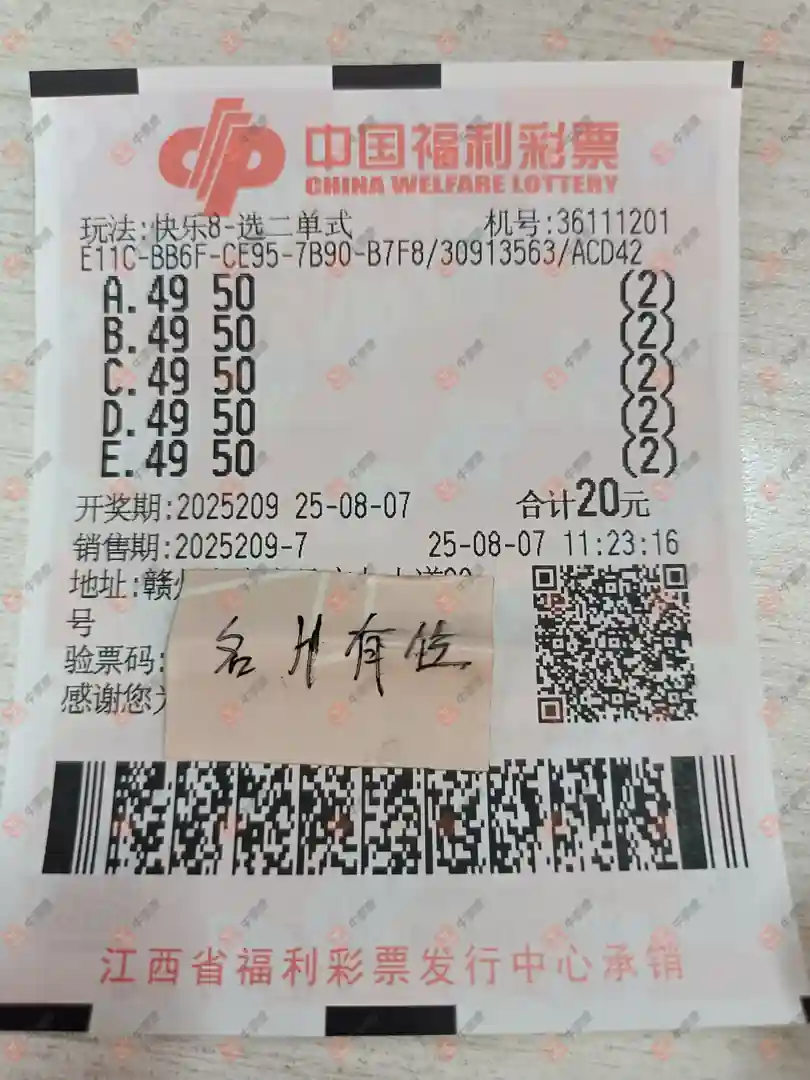 中国福利彩票
CHINA WELFARE LOTTERY
玩法:快乐8-选二单式 机号:36111201
E11C-BB6F-CE95-7B90-B7F8/30913563/ACD42
A.49 50 (2)
B.49 50 (2)
C.49 50 (2)
D.49 50 (2)
E.49 50 (2)
开奖期:2025209 25-08-07 合计20元
销售期:2025209-7 25-08-07 11:23:16
地址:赣
号
验票码:
感谢您
名 有位
江西省福利彩票发行中心承销